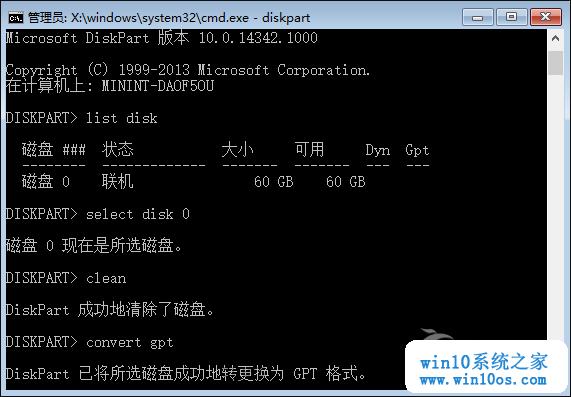 管理员: X:\windows\system32\cmd.exe - diskpart
Microsoft DiskPart 版本 10.0.14342.1000
Copyright (C) 1999-2013 Microsoft Corporation.
在计算机上: MININT-DAOF5OU
DISKPART> list disk
磁盘 ### 状态 大小 可用 Dyn Gpt
-------- ------------- ------- ------- --- ---
磁盘 0 联机 60 GB 60 GB
DISKPART> select disk 0
磁盘 0 现在是所选磁盘。
DISKPART> clean
DiskPart 成功地清除了磁盘。
DISKPART> convert gpt
DiskPart 已将所选磁盘成功地转更换为 GPT 格式。
win10系统之家
www.win10os.com